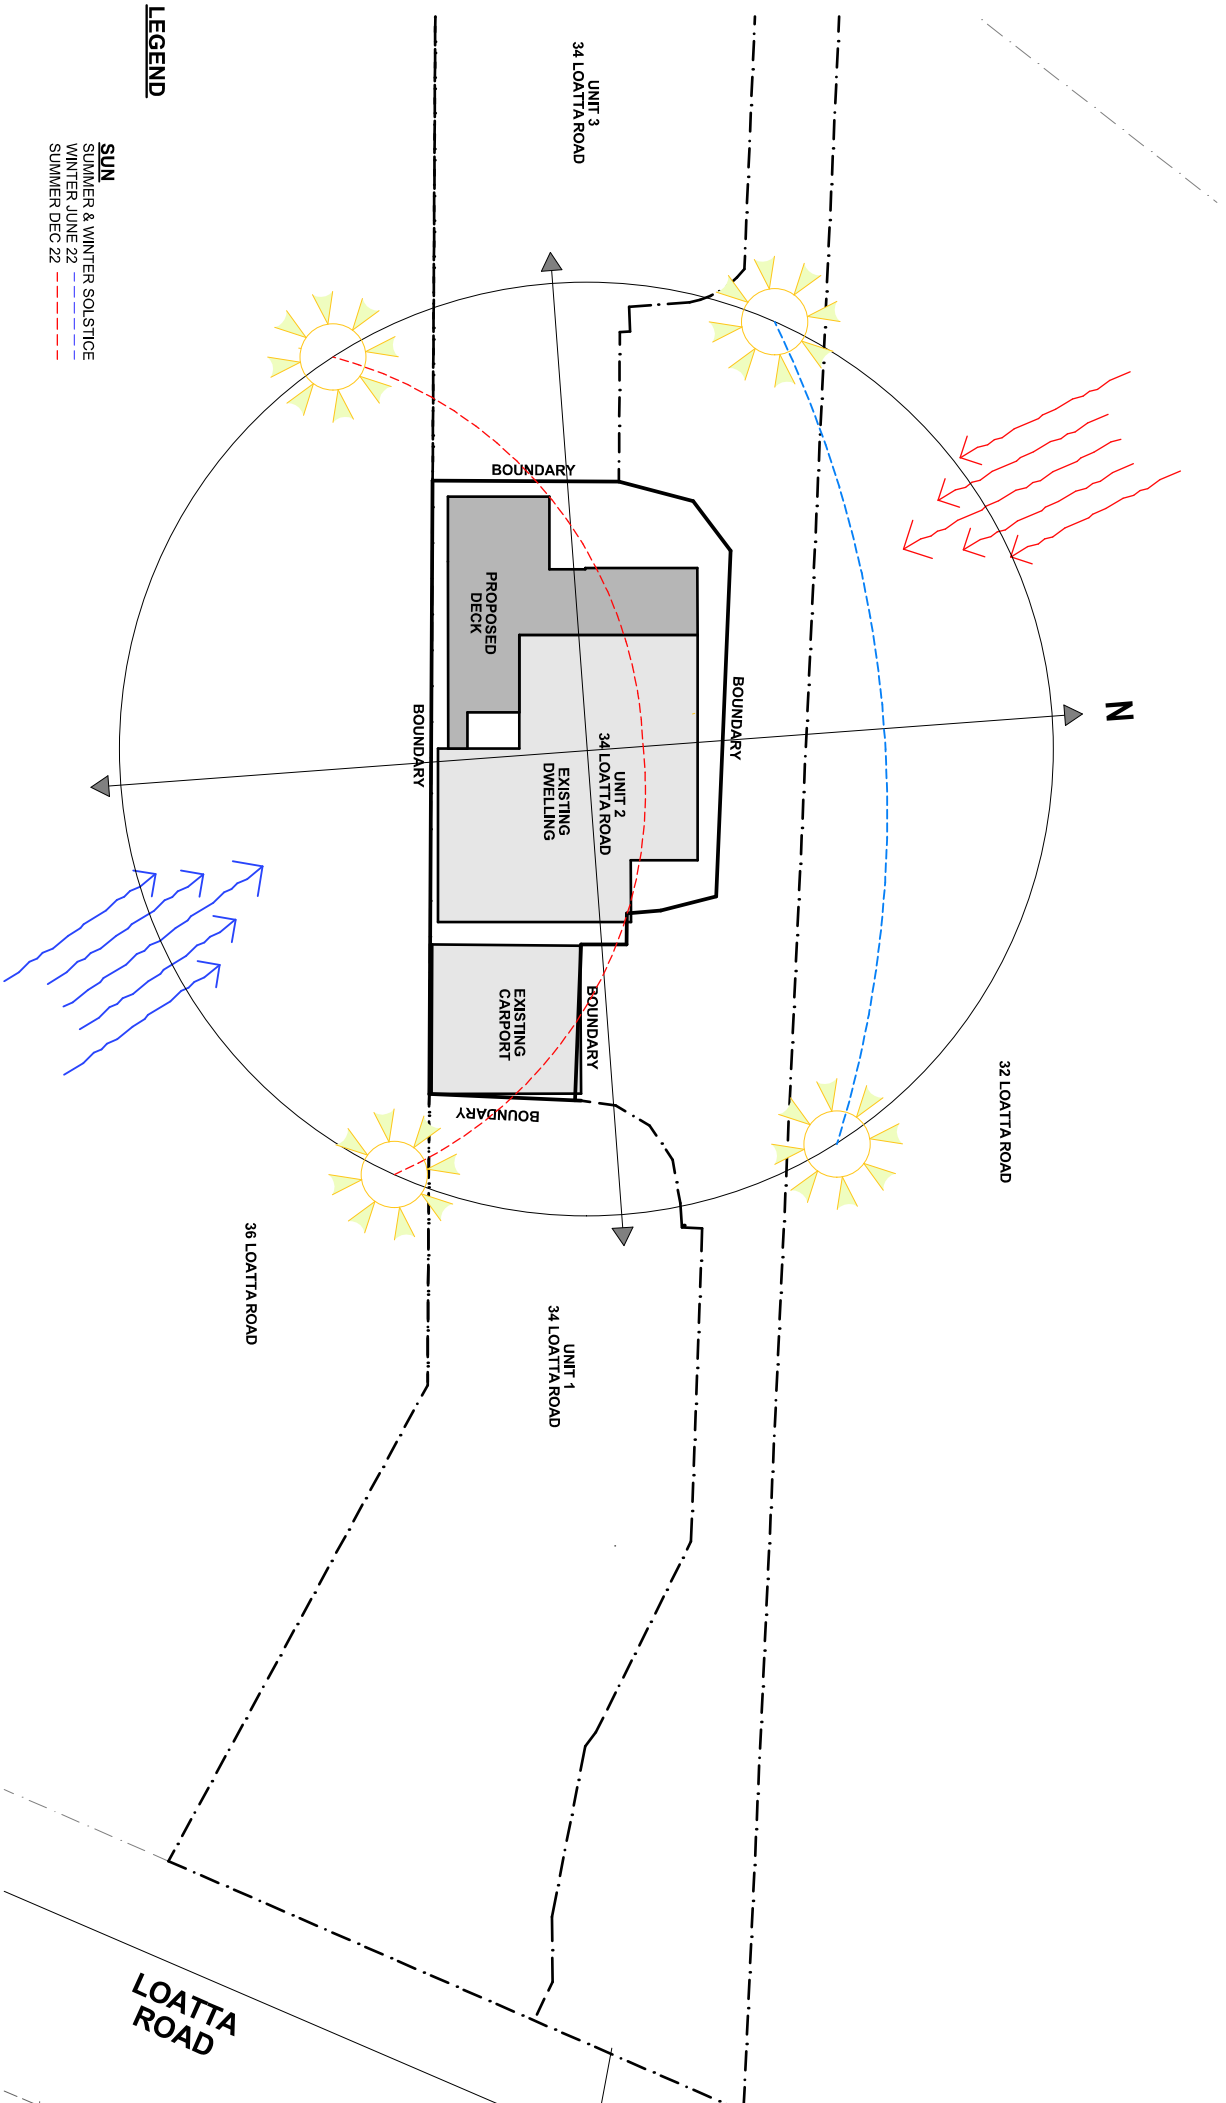 LEGEND
SUN
SUMMER & WINTER SOLSTICE
WINTER JUNE 22
SUMMER DEC 22
UNIT 3
34 LOATTA ROAD
N
BOUNDARY
BOUNDARY
BOUNDARY
PROPOSED
DECK
UNIT 2
34 LOATTA ROAD
EXISTING
DWELLING
BOUNDARY
EXISTING
CARPORT
BOUNDARY
32 LOATTA ROAD
36 LOATTA ROAD
UNIT 1
34 LOATTA ROAD
LOATTA
ROAD